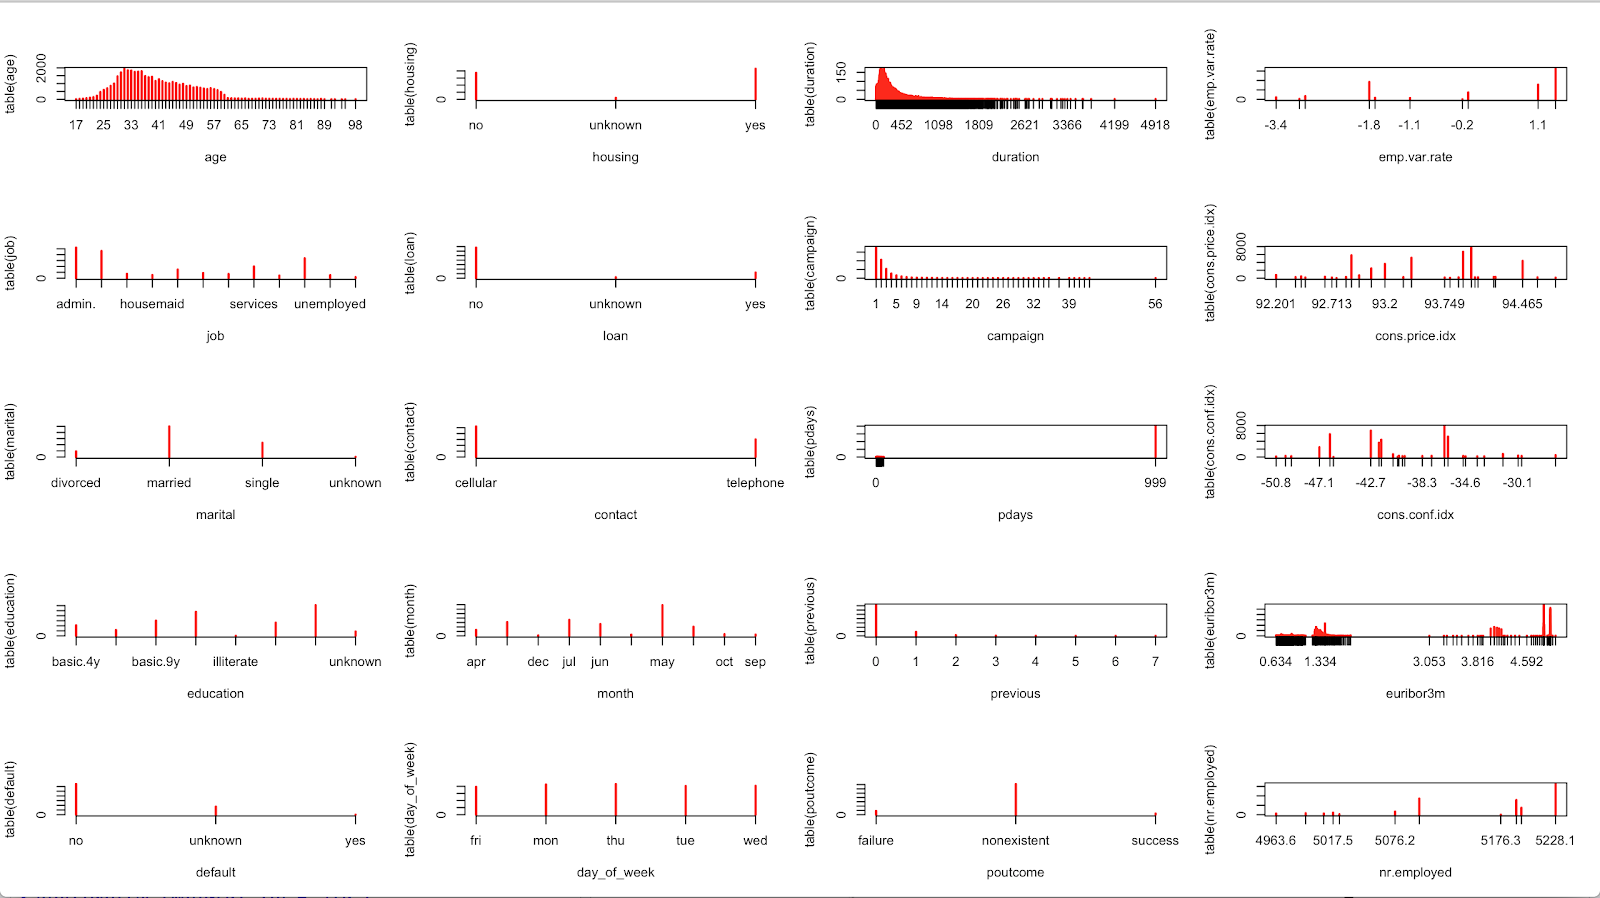 table(age)
2000
0
17 25 33 41 49 57 65 73 81 89 98
age
table(housing)
0
no unknown yes
housing
table(duration)
150
0
0 452 1098 1809 2621 3366 4199 4918
duration
table(emp.var.rate)
0
-3.4 -1.8 -1.1 -0.2 1.1
emp.var.rate
table(job)
0
admin. housemaid services unemployed
job
table(loan)
0
no unknown yes
loan
table(campaign)
0
1 5 9 14 20 26 32 39 56
campaign
table(cons.price.idx)
8000
0
92.201 92.713 93.2 93.749 94.465
cons.price.idx
table(marital)
0
divorced married single unknown
marital
table(contact)
0
cellular telephone
contact
table(pdays)
0
0 999
pdays
table(cons.conf.idx)
8000
0
-50.8 -47.1 -42.7 -38.3 -34.6 -30.1
cons.conf.idx
table(education)
0
basic.4y basic.9y illiterate unknown
education
table(month)
0
apr dec jul jun may oct sep
month
table(previous)
0
0 1 2 3 4 5 6 7
previous
table(euribor3m)
0
0.634 1.334 3.053 3.816 4.592
euribor3m
table(default)
0
no unknown yes
default
table(day_of_week)
0
fri mon thu tue wed
day_of_week
table(poutcome)
0
failure nonexistent success
poutcome
table(nr.employed)
0
4963.6 5017.5 5076.2 5176.3 5228.1
nr.employed